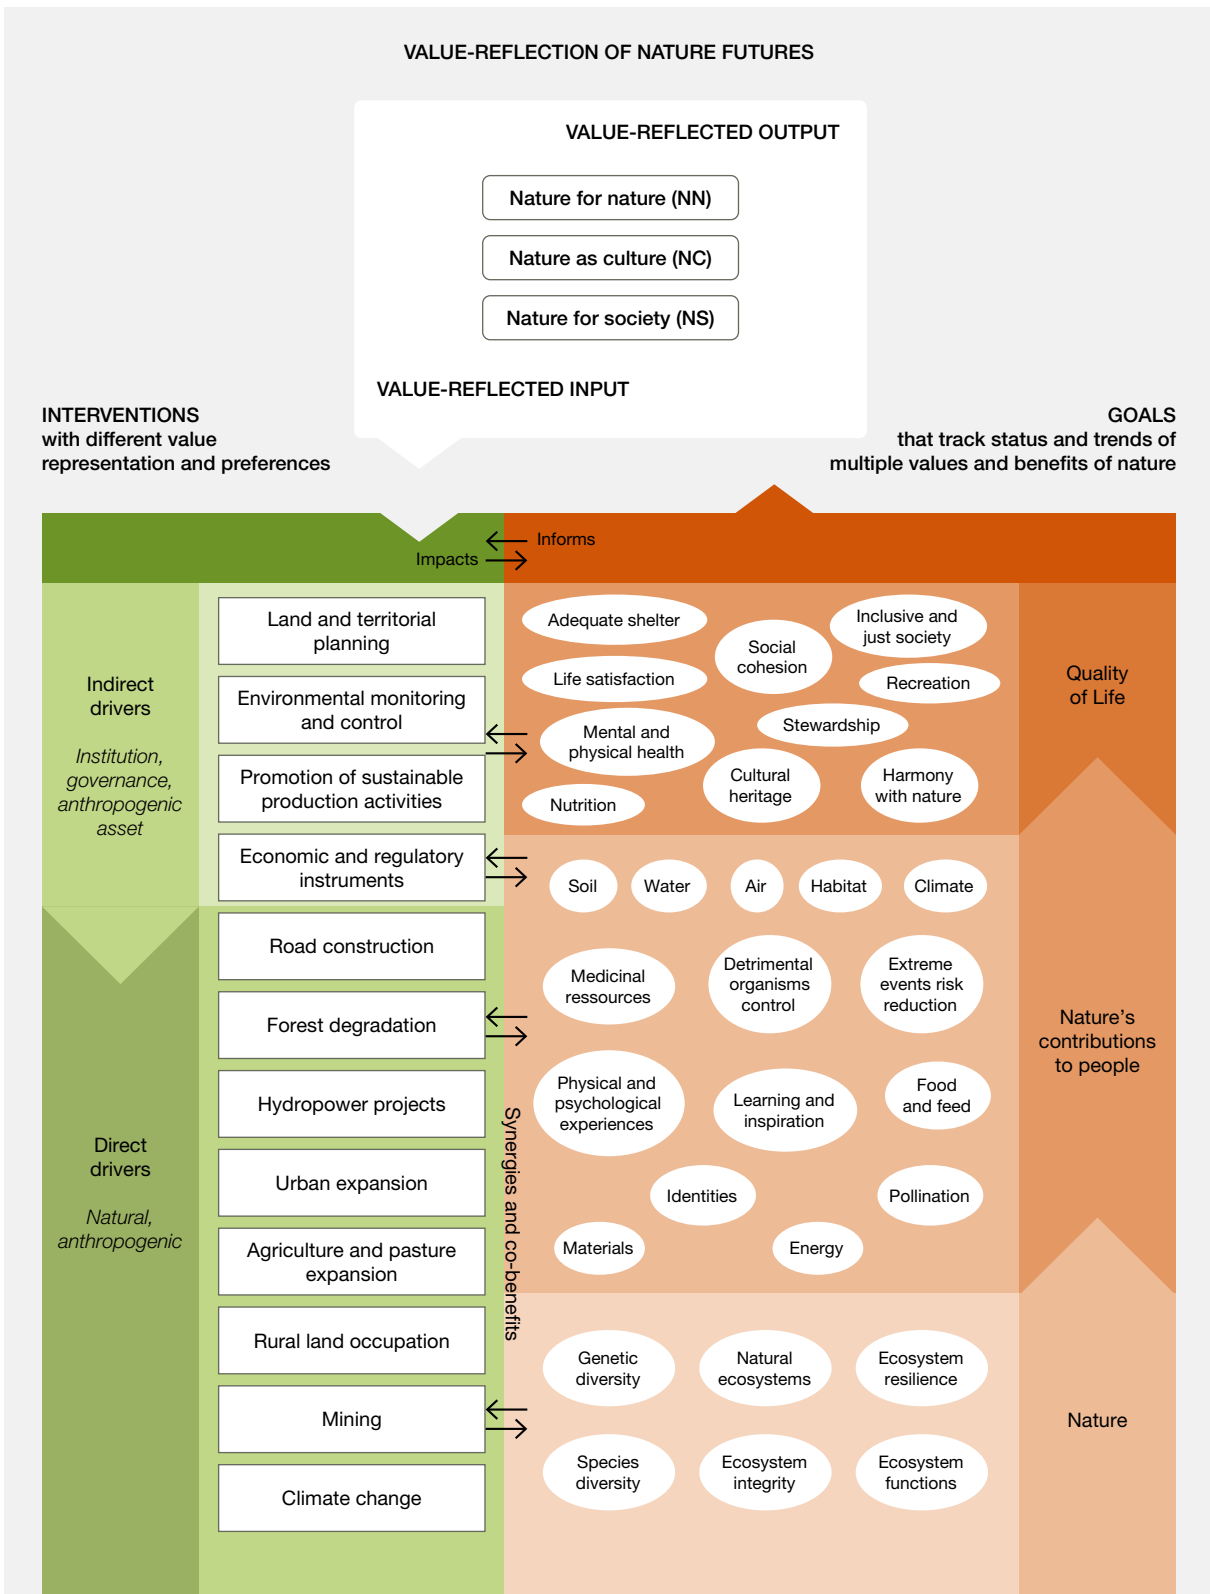 VALUE-REFLECTION OF NATURE FUTURES
VALUE-REFLECTED OUTPUT
Nature for nature (NN)
Nature as culture (NC)
Nature for society (NS)
VALUE-REFLECTED INPUT
INTERVENTIONS
with different value
representation and preferences
GOALS
that track status and trends of
multiple values and benefits of nature
Informs
Impacts
Indirect
drivers
Institution,
governance,
anthropogenic
asset
Direct
drivers
Natural,
anthropogenic
Land and territorial
planning
Environmental monitoring
and control
Promotion of sustainable
production activities
Economic and regulatory
instruments
Road construction
Forest degradation
Hydropower projects
Urban expansion
Agriculture and pasture
expansion
Rural land occupation
Mining
Climate change
Synergies and co-benefits
Adequate shelter
Social
cohesion
Inclusive and
just society
Life satisfaction
Recreation
Mental and
physical health
Stewardship
Nutrition
Cultural
heritage
Harmony
with nature
Quality
of Life
Soil
Water
Air
Habitat
Climate
Medicinal
ressources
Detrimental
organisms
control
Extreme
events risk
reduction
Physical and
psychological
experiences
Learning and
inspiration
Food
and feed
Identities
Pollination
Materials
Energy
Nature's
contributions
to people
Genetic
diversity
Natural
ecosystems
Ecosystem
resilience
Species
diversity
Ecosystem
integrity
Ecosystem
functions
Nature